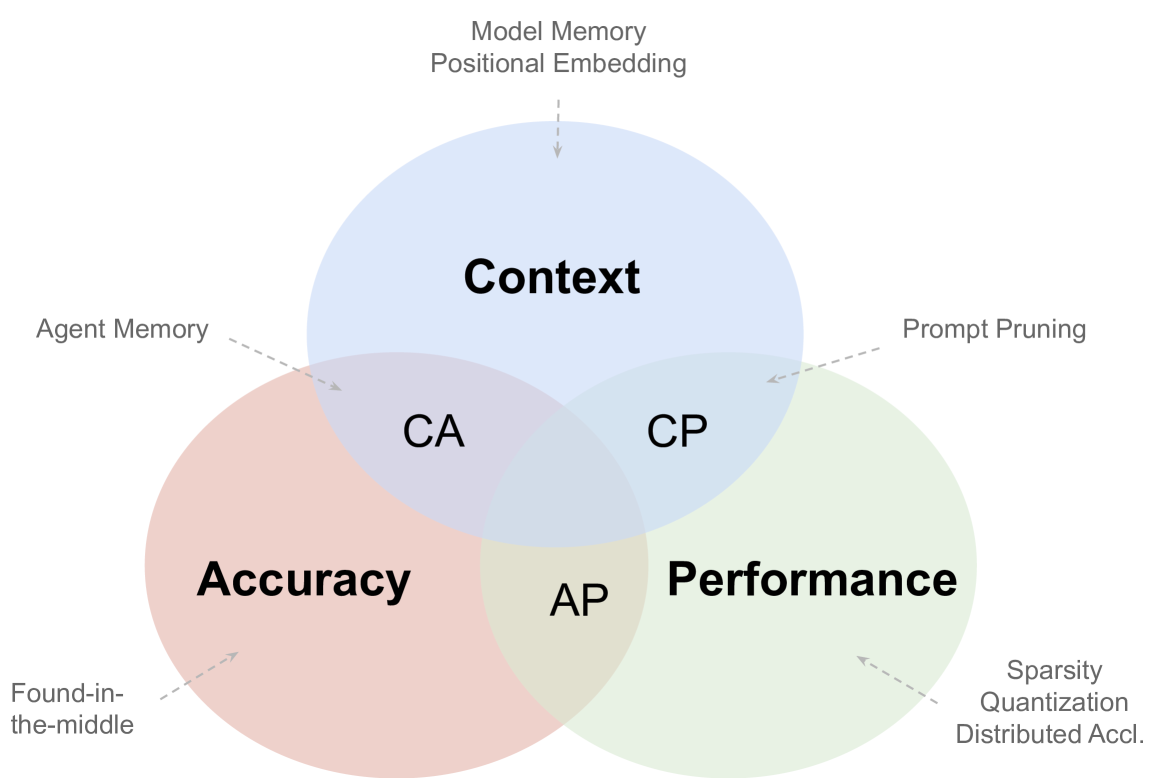 Model Memory
Positional Embedding
Context
Agent Memory
Prompt Pruning
CA
CP
Accuracy
Performance
AP
Found-in-
the-middle
Sparsity
Quantization
Distributed Accl.